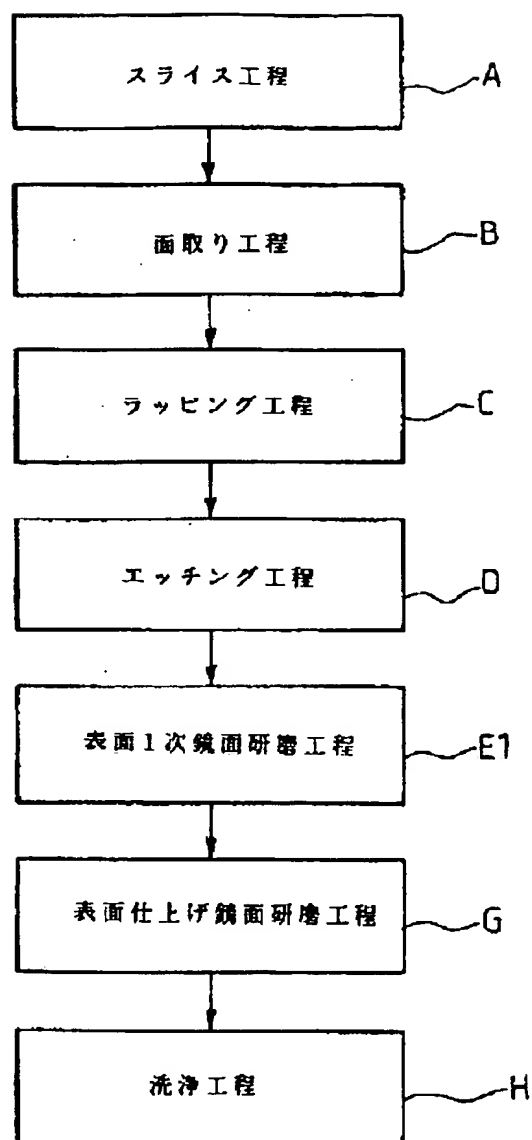 スライス工程
A
面取り工程
B
ラッピング工程
C
エッチング工程
D
表面1次鏡面研磨工程
E1
表面仕上げ鏡面研磨工程
G
洗浄工程
H